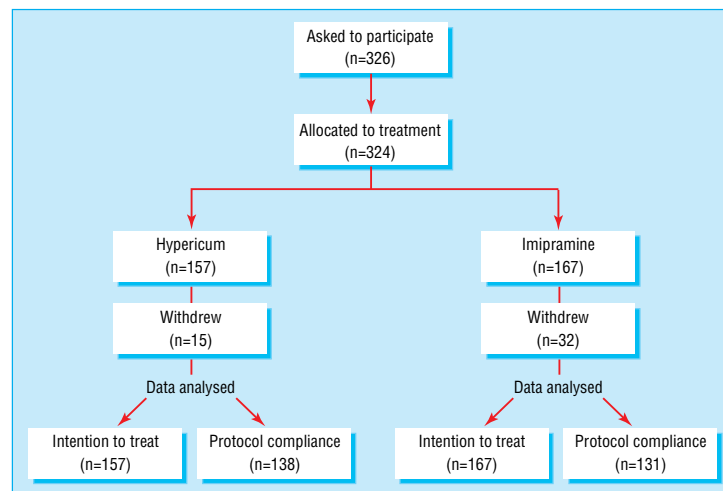 Asked to participate
(n=326)
Allocated to treatment
(n=324)
Hypericum
(n=157)
Imipramine
(n=167)
Withdrew
(n=15)
Withdrew
(n=32)
Data analysed
Data analysed
Intention to treat
(n=157)
Protocol compliance
(n=138)
Intention to treat
(n=167)
Protocol compliance
(n=131)